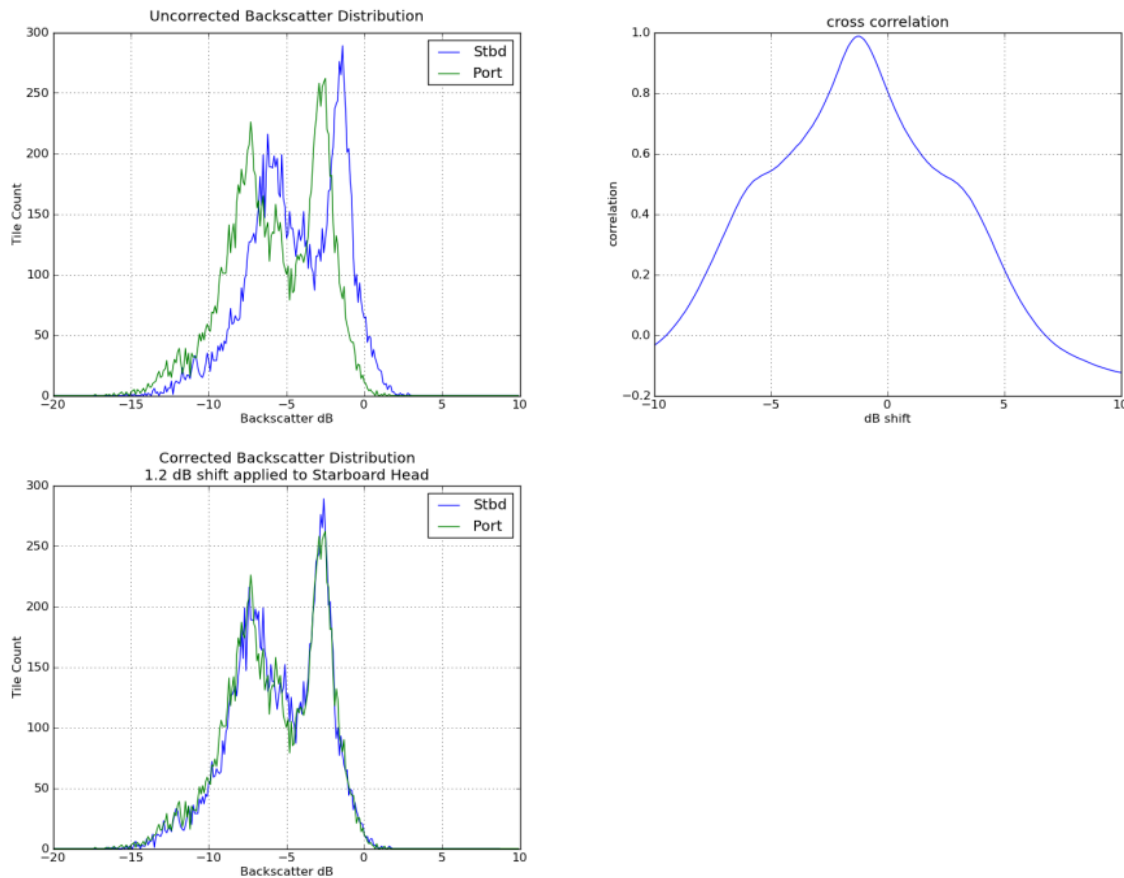 Uncorrected Backscatter Distribution
300
250
200
150
100
50
0
Tile Count
Stbd
Port
−20 −15 −10 −5 0 5 10
Backscatter dB
cross correlation
1.0
0.8
0.6
0.4
0.2
0.0
−0.2
correlation
−10 −5 0 5 10
dB shift
Corrected Backscatter Distribution
1.2 dB shift applied to Starboard Head
300
250
200
150
100
50
0
Tile Count
Stbd
Port
−20 −15 −10 −5 0 5 10
Backscatter dB